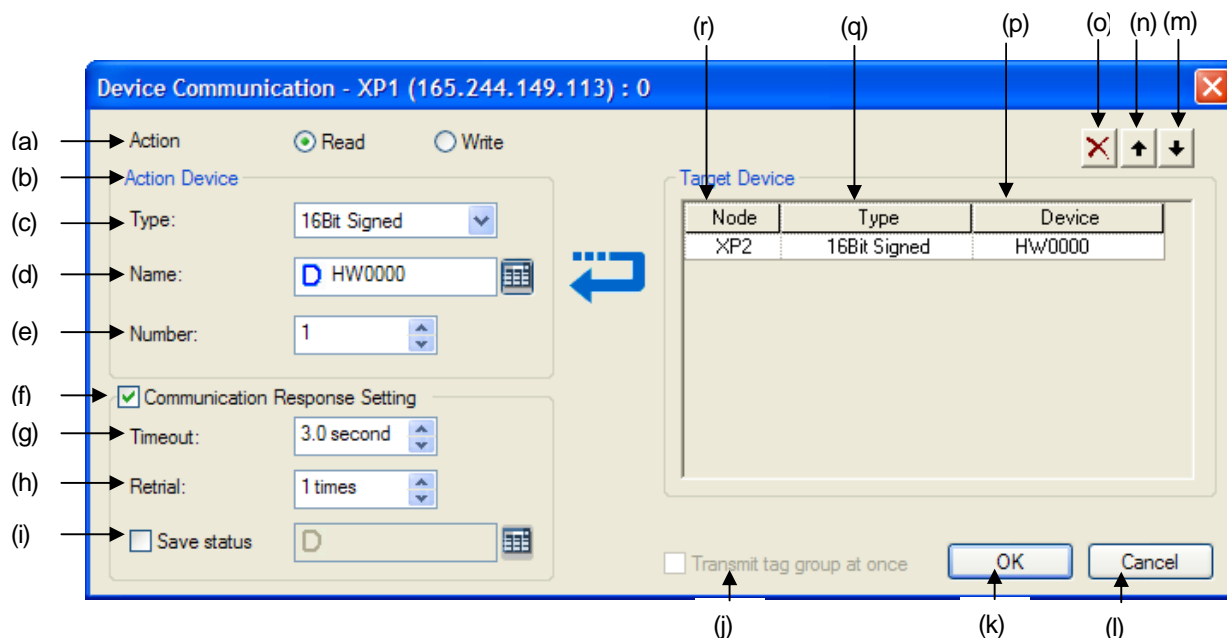 (r) (q) (p) (o) (n) (m)
Device Communication - XP1 (165.244.149.113) : 0
(a) Action Read Write
(b) Action Device Target Device
(c) Type: 16Bit Signed
Node Type Device
XP2 16Bit Signed HW0000
(d) Name: D HW0000
(e) Number: 1
(f) Communication Response Setting
(g) Timeout: 3.0 second
(h) Retrial: 1 times
(i) Save status D
Transmit tag group at once OK Cancel
(j) (k) (l)